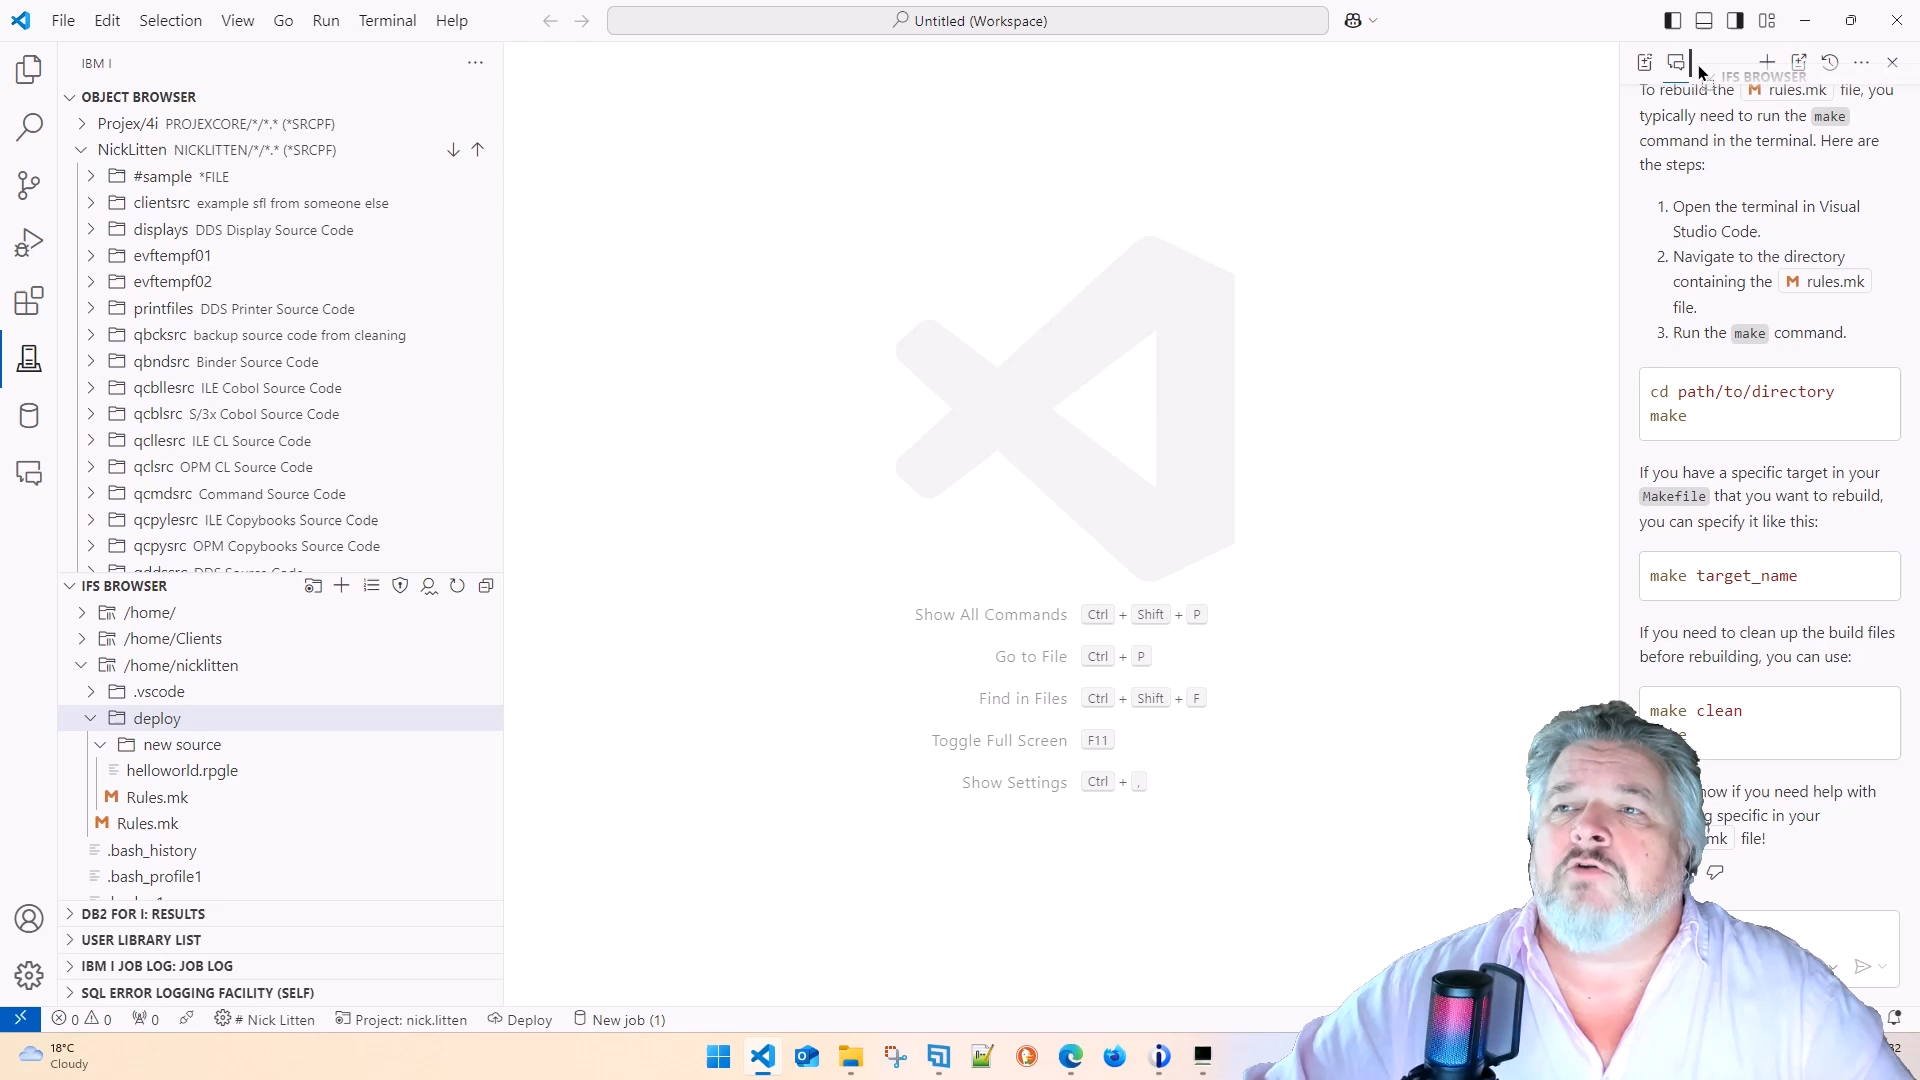 File Edit Selection View Go Run Terminal Help
Untitled (Workspace)
IBM I
OBJECT BROWSER
Projex/4i PROJEXCORE/*/*.* (*SRCPF)
NickLitten NICKLITTEN/*/*.* (*SRCPF)
#sample *FILE
clientsrc example sfl from someone else
displays DDS Display Source Code
evftempf01
evftempf02
printfiles DDS Printer Source Code
qbcksrc backup source code from cleaning
qbndsrc Binder Source Code
qcbllesrc ILE Cobol Source Code
qcblsrc S/3x Cobol Source Code
qcllesrc ILE CL Source Code
qclsrc OPM CL Source Code
qcmdsrc Command Source Code
qcpylesrc ILE Copybooks Source Code
qcpysrc OPM Copybooks Source Code
IFS BROWSER
/home/
/home/Clients
/home/nicklitten
.vscode
deploy
new source
helloworld.rpgle
M Rules.mk
M Rules.mk
.bash_history
.bash_profile1
DB2 FOR I: RESULTS
USER LIBRARY LIST
IBM I JOB LOG: JOB LOG
SQL ERROR LOGGING FACILITY (SELF)
Show All Commands Ctrl + Shift + P
Go to File Ctrl + P
Find in Files Ctrl + Shift + F
Toggle Full Screen F11
Show Settings Ctrl + ,
IFS BROWSER
To rebuild the M rules.mk file, you
typically need to run the make
command in the terminal. Here are
the steps:
1. Open the terminal in Visual
Studio Code.
2. Navigate to the directory
containing the M rules.mk
file.
3. Run the make command.
cd path/to/directory
make
If you have a specific target in your
Makefile that you want to rebuild,
you can specify it like this:
make target_name
If you need to clean up the build files
before rebuilding, you can use:
make clean
now if you need help with
specific in your
mk file!
0 0 0 # Nick Litten Project: nick.litten Deploy New job (1)
18°C
Cloudy